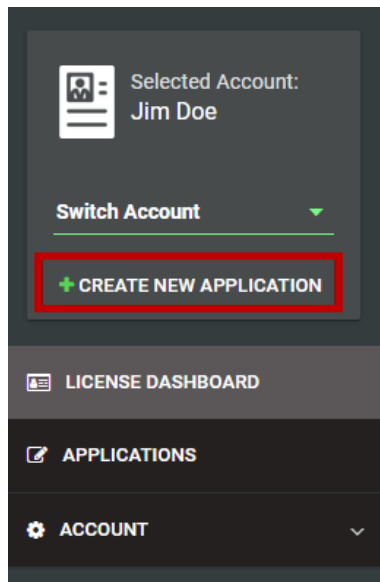 Selected Account:
Jim Doe
Switch Account
CREATE NEW APPLICATION
LICENSE DASHBOARD
APPLICATIONS
ACCOUNT